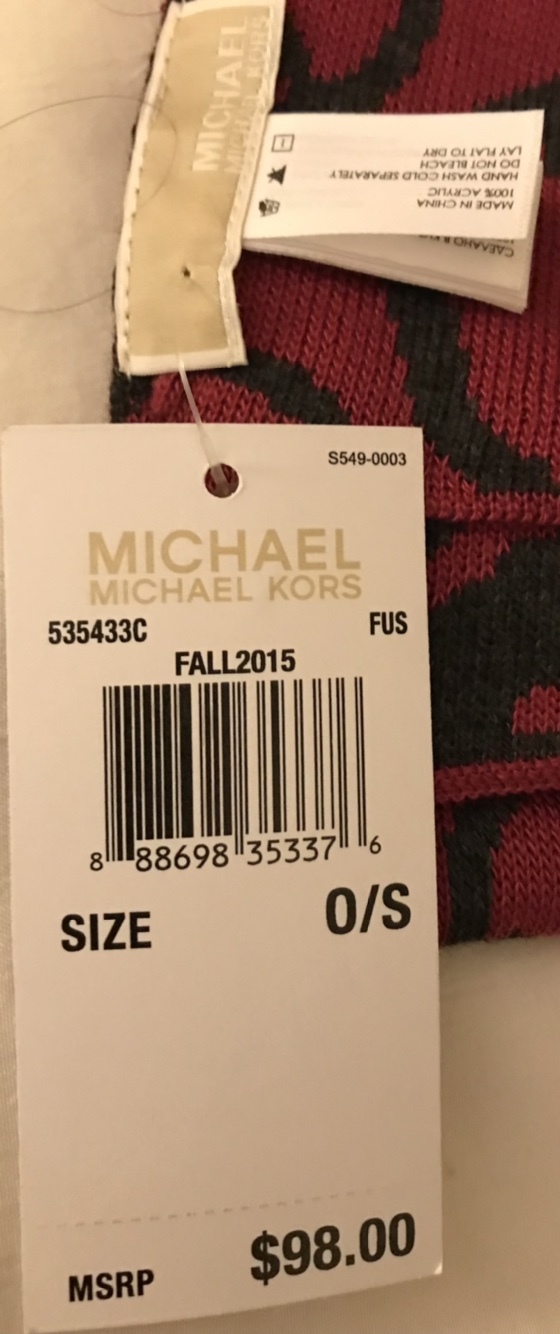 MICHAEL
MICHAEL KORS
MADE IN CHINA
100% ACRYLIC
HAND WASH COLD SEPARATELY
DO NOT BLEACH
LAY FLAT TO DRY
S549-0003
MICHAEL
MICHAEL KORS
535433C FUS
FALL2015
8 88698 35337 6
SIZE O/S
MSRP $98.00